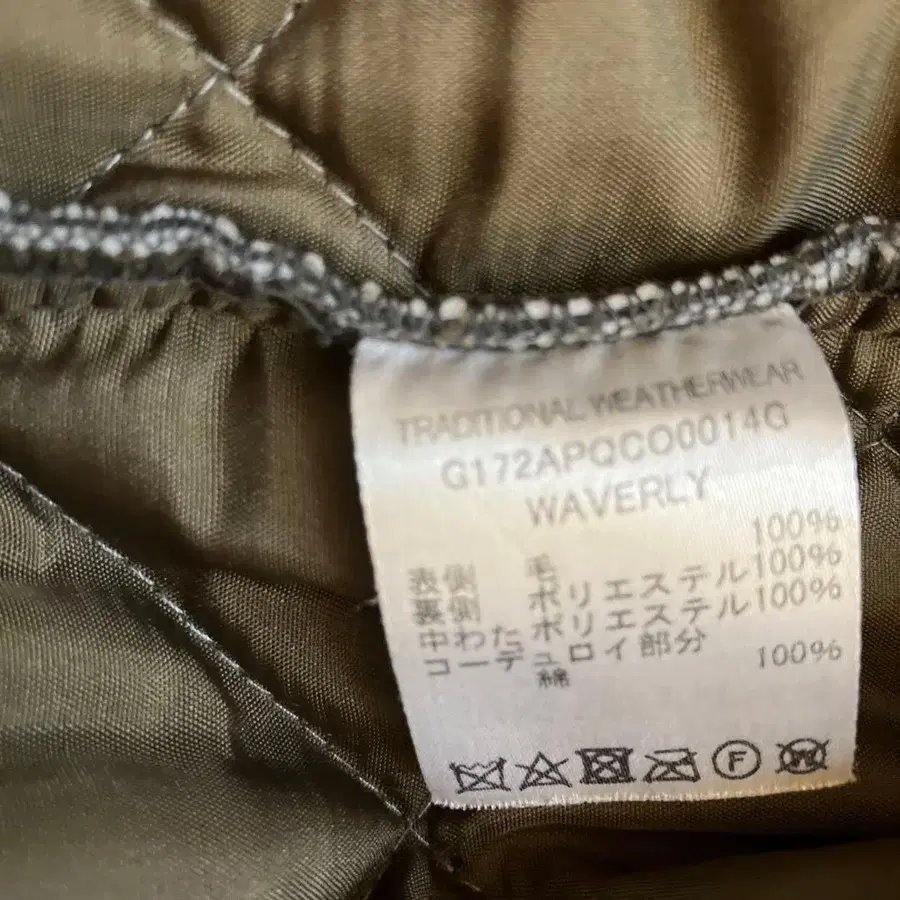 TRADITIONAL WEATHERWEAR
G172APQCO0014G
WAVERLY
表側 毛 100%
裏側 ポリエステル100%
中わた ポリエステル100%
コーデュロイ部分
綿 100%
F
W